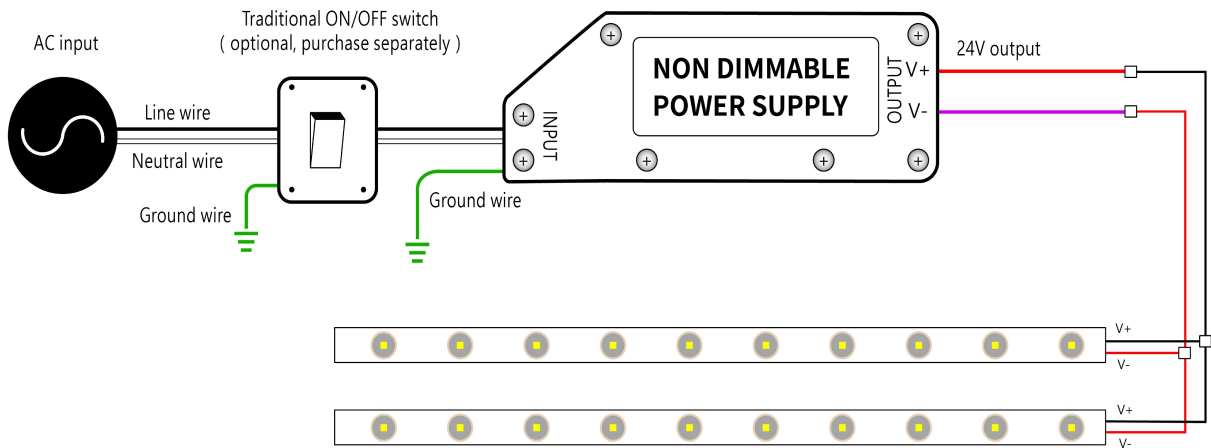 Traditional ON/OFF switch
( optional, purchase separately )
AC input
Line wire
Neutral wire
Ground wire
Ground wire
INPUT
NON DIMMABLE
POWER SUPPLY
OUTPUT
V+
V-
24V output
V+
V-
V+
V-